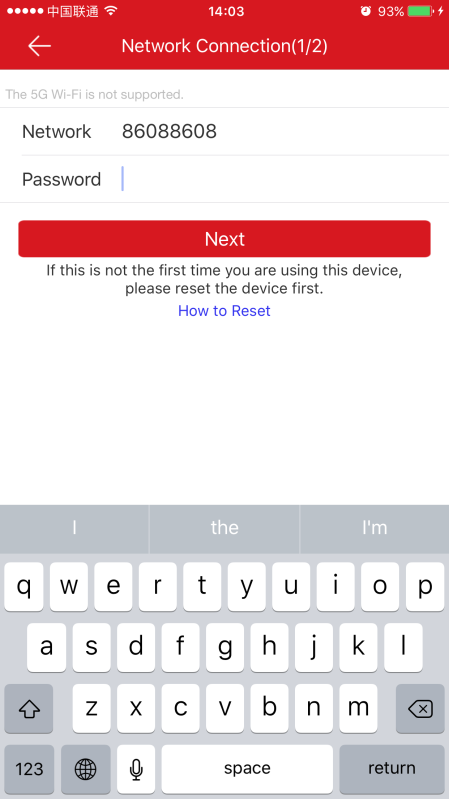 中国联通 14:03 93%
Network Connection(1/2)
The 5G Wi-Fi is not supported.
Network 86088608
Password
Next
If this is not the first time you are using this device,
please reset the device first.
How to Reset
I the I'm
q w e r t y u i o p
a s d f g h j k l
z x c v b n m
123 space return